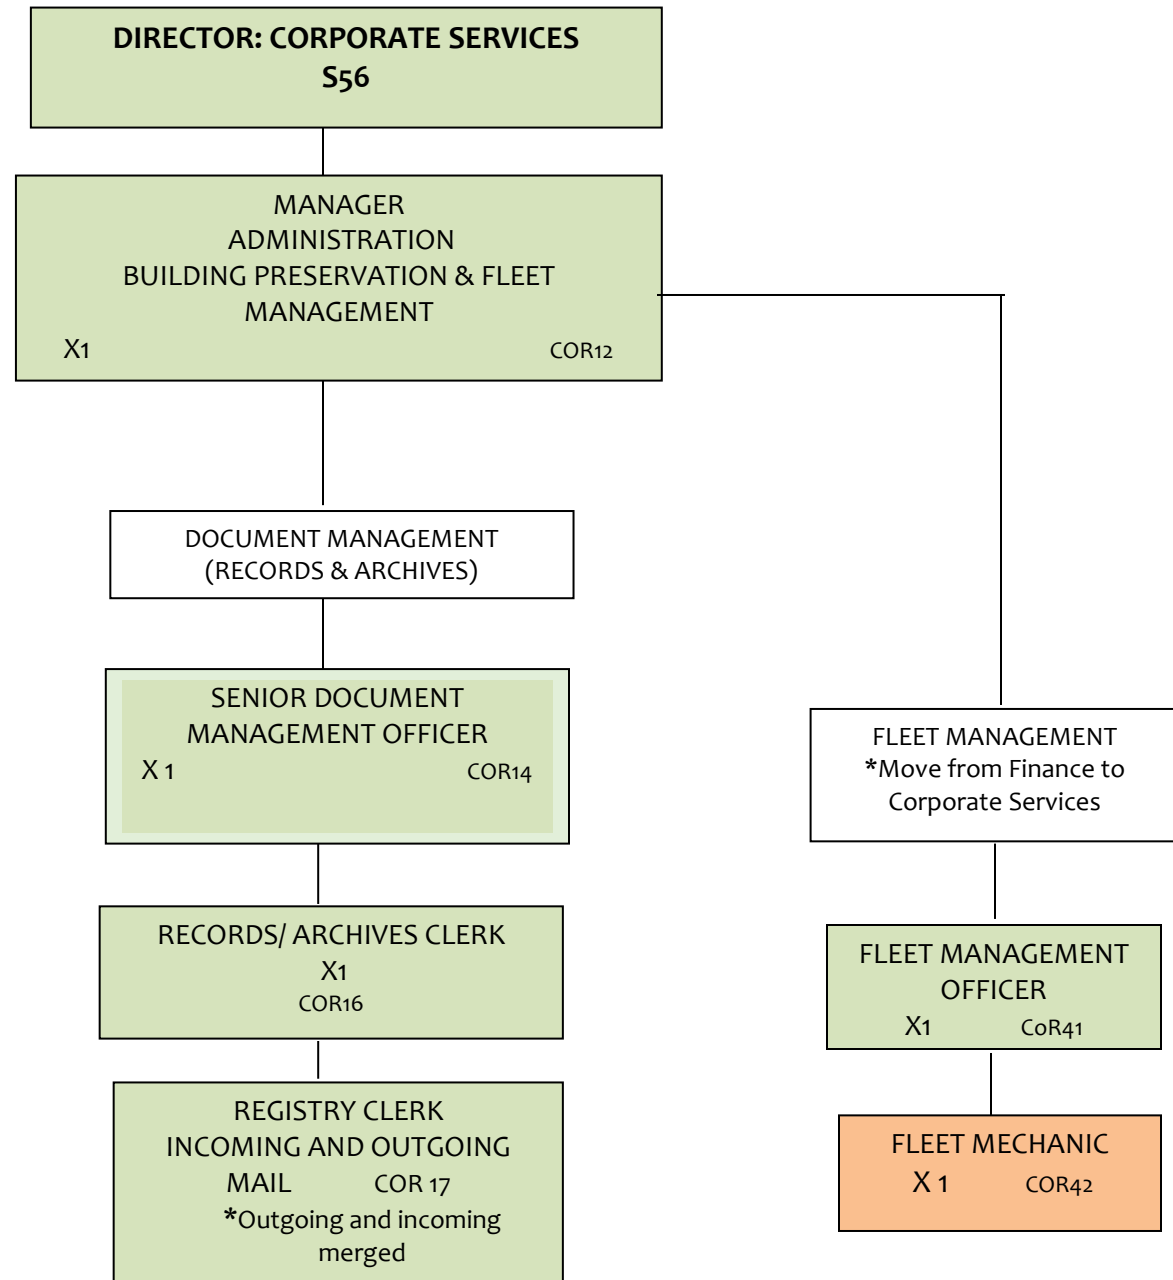 DIRECTOR: CORPORATE SERVICES
S56
MANAGER
ADMINISTRATION
BUILDING PRESERVATION & FLEET
MANAGEMENT
X1 COR12
DOCUMENT MANAGEMENT
(RECORDS & ARCHIVES)
SENIOR DOCUMENT
MANAGEMENT OFFICER
X 1 COR14
RECORDS/ ARCHIVES CLERK
X1
COR16
REGISTRY CLERK
INCOMING AND OUTGOING
MAIL COR 17
*Outgoing and incoming
merged
FLEET MANAGEMENT
*Move from Finance to
Corporate Services
FLEET MANAGEMENT
OFFICER
X1 CoR41
FLEET MECHANIC
X 1 COR42